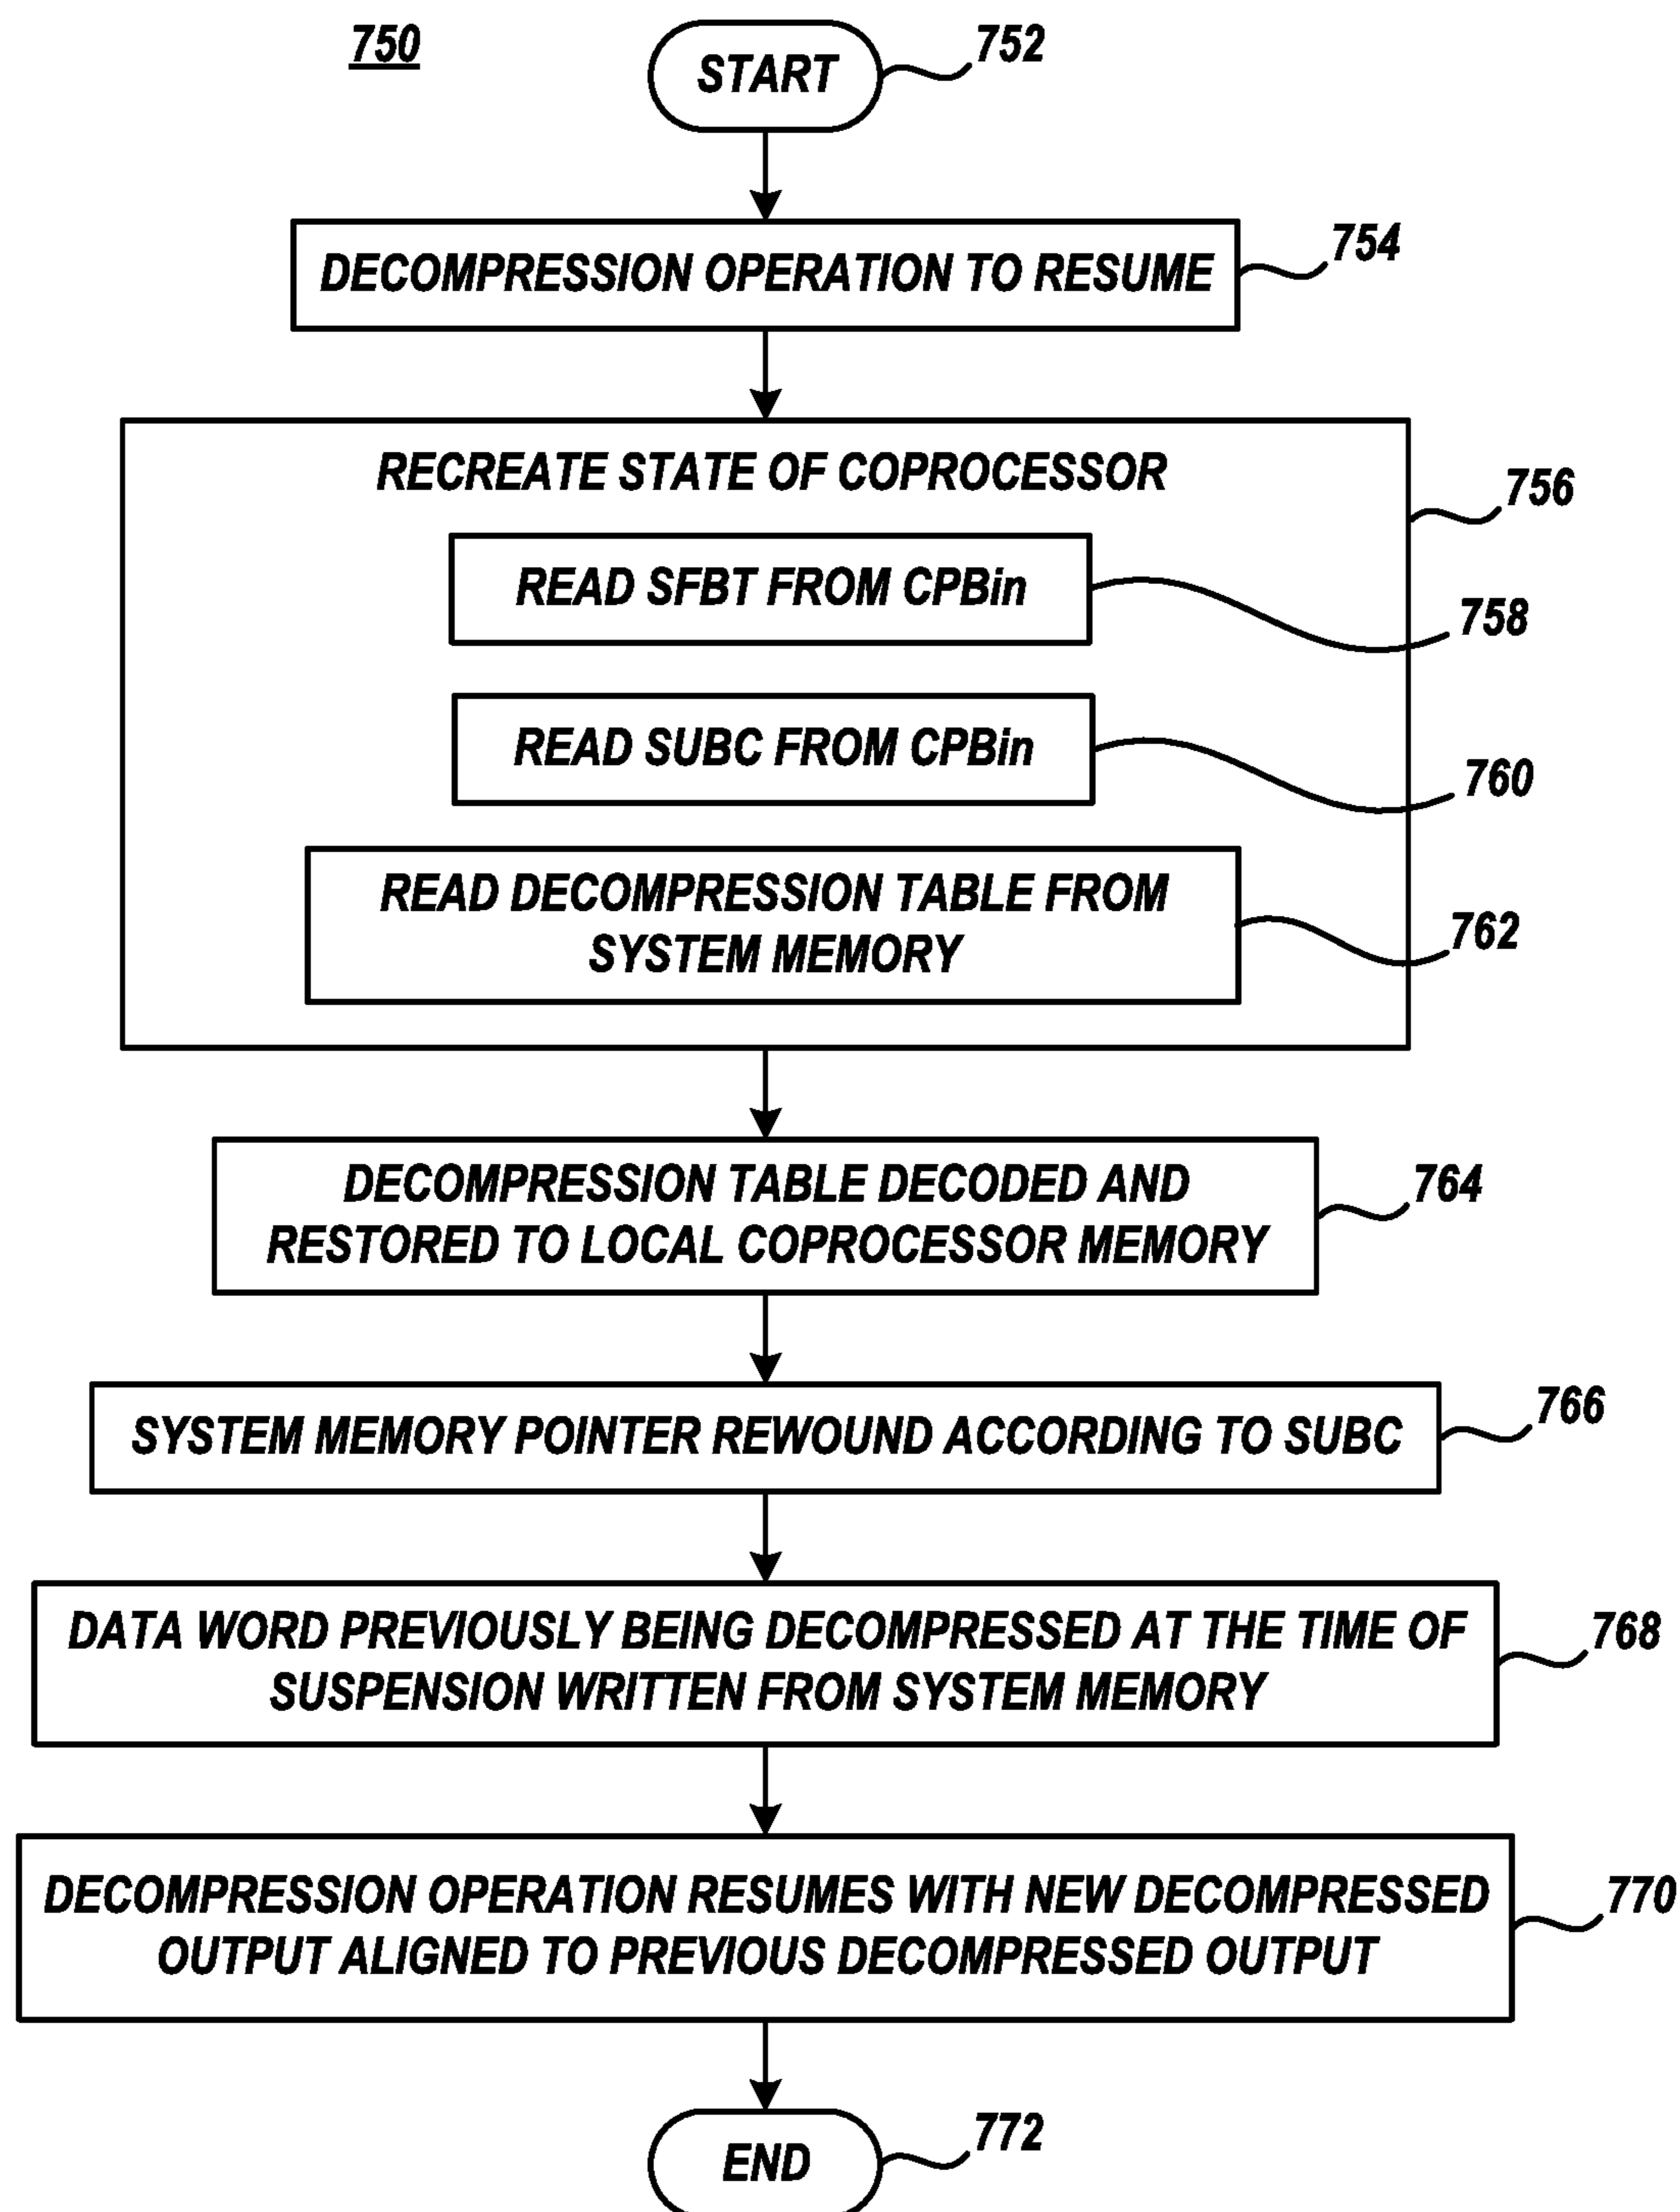 750
START
752
DECOMPRESSION OPERATION TO RESUME
754
RECREATE STATE OF COPROCESSOR
756
READ SFBT FROM CPBin
758
READ SUBC FROM CPBin
760
READ DECOMPRESSION TABLE FROM
SYSTEM MEMORY
762
DECOMPRESSION TABLE DECODED AND
RESTORED TO LOCAL COPROCESSOR MEMORY
764
SYSTEM MEMORY POINTER REWOUND ACCORDING TO SUBC
766
DATA WORD PREVIOUSLY BEING DECOMPRESSED AT THE TIME OF
SUSPENSION WRITTEN FROM SYSTEM MEMORY
768
DECOMPRESSION OPERATION RESUMES WITH NEW DECOMPRESSED
OUTPUT ALIGNED TO PREVIOUS DECOMPRESSED OUTPUT
770
END
772